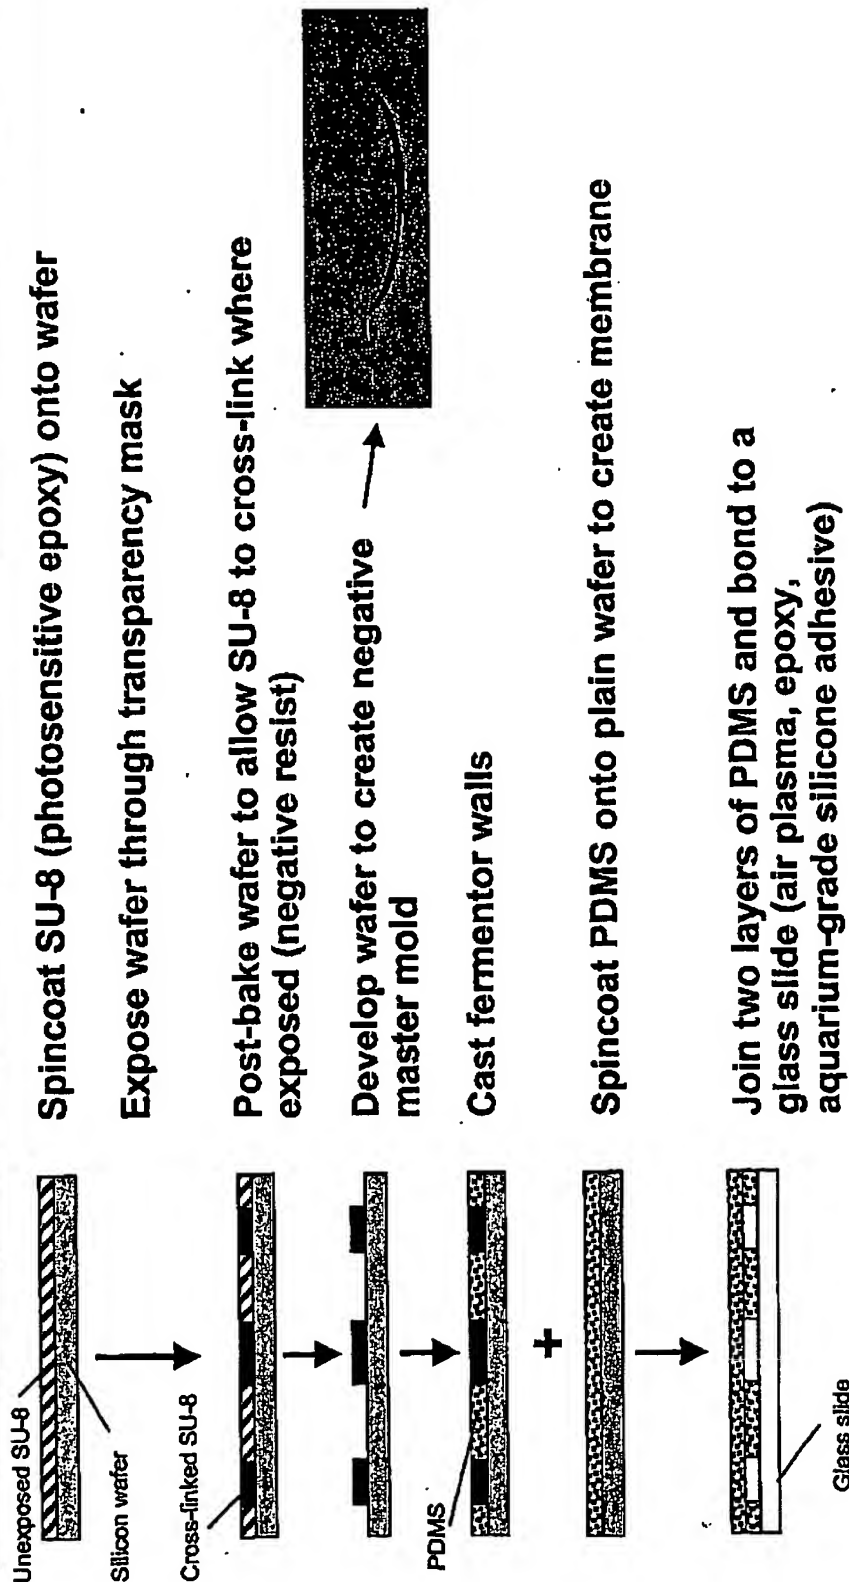 Unexposed SU-8
Silicon wafer
Spincoat SU-8 (photosensitive epoxy) onto wafer
Expose wafer through transparency mask
Cross-linked SU-8
Post-bake wafer to allow SU-8 to cross-link where
exposed (negative resist)
Develop wafer to create negative
master mold
PDMS
Cast fermentor walls
+
Spincoat PDMS onto plain wafer to create membrane
Join two layers of PDMS and bond to a
glass slide (air plasma, epoxy,
aquarium-grade silicone adhesive)
Glass slide